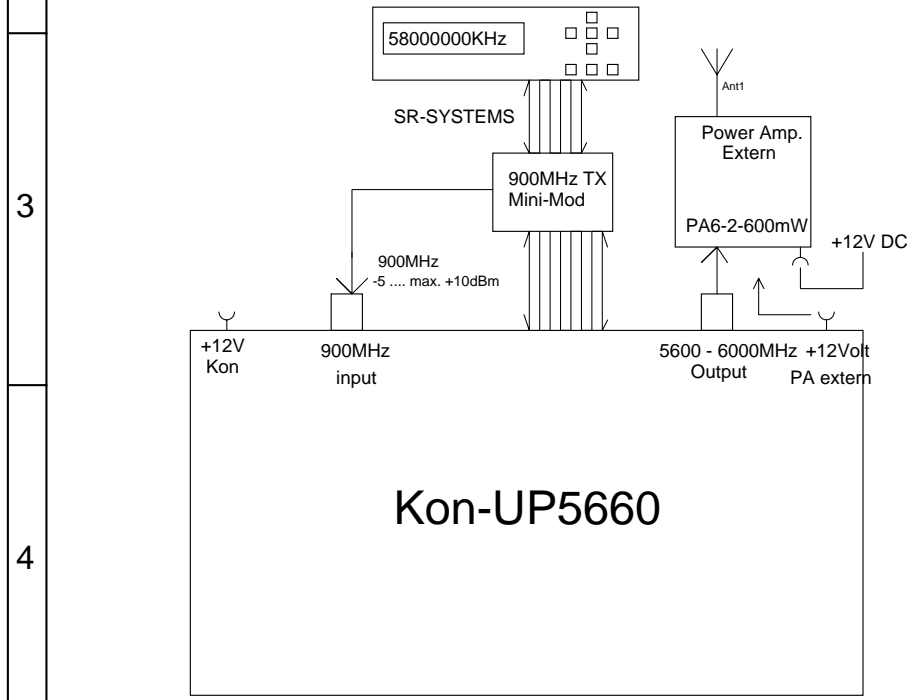 58000000KHz
SR-SYSTEMS
Ant1
Power Amp.
Extern
900MHz TX
Mini-Mod
3
PA6-2-600mW
+12V DC
900MHz
-5 .... max. +10dBm
+12V
Kon
900MHz
input
5600 - 6000MHz
Output
+12Volt
PA extern
Kon-UP5660
4